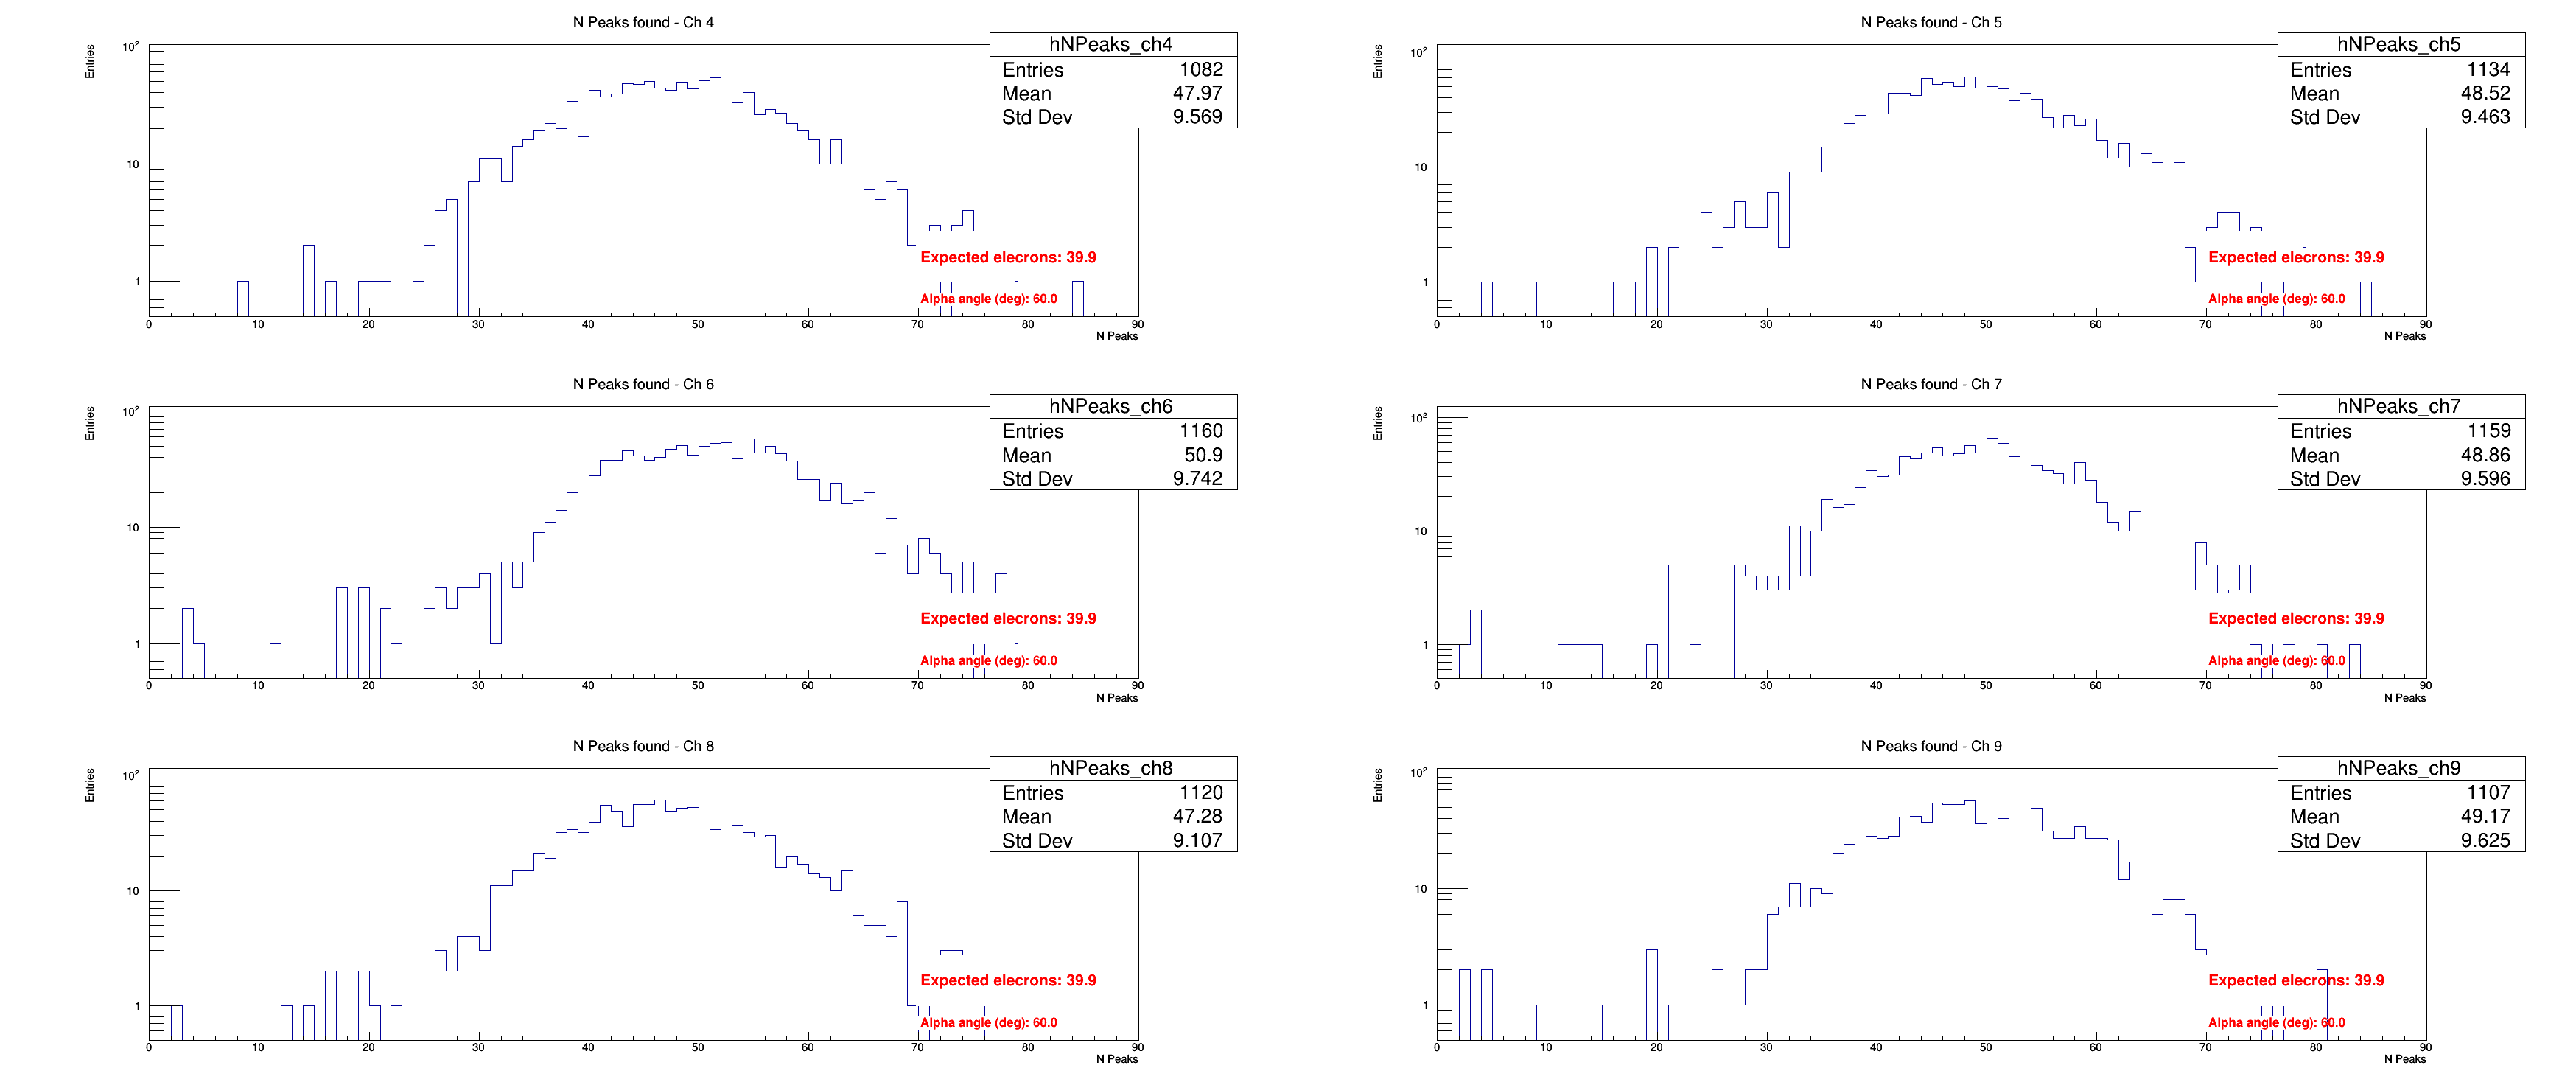 N Peaks found - Ch 4
Entries
hNPeaks_ch4
Entries 1082
Mean 47.97
Std Dev 9.569
10²
10
1
Expected elecrons: 39.9
Alpha angle (deg): 60.0
0 10 20 30 40 50 60 70 80 90
N Peaks
N Peaks found - Ch 5
Entries
hNPeaks_ch5
Entries 1134
Mean 48.52
Std Dev 9.463
10²
10
1
Expected elecrons: 39.9
Alpha angle (deg): 60.0
0 10 20 30 40 50 60 70 80 90
N Peaks
N Peaks found - Ch 6
Entries
hNPeaks_ch6
Entries 1160
Mean 50.9
Std Dev 9.742
10²
10
1
Expected elecrons: 39.9
Alpha angle (deg): 60.0
0 10 20 30 40 50 60 70 80 90
N Peaks
N Peaks found - Ch 7
Entries
hNPeaks_ch7
Entries 1159
Mean 48.86
Std Dev 9.596
10²
10
1
Expected elecrons: 39.9
Alpha angle (deg): 60.0
0 10 20 30 40 50 60 70 80 90
N Peaks
N Peaks found - Ch 8
Entries
hNPeaks_ch8
Entries 1120
Mean 47.28
Std Dev 9.107
10²
10
1
Expected elecrons: 39.9
Alpha angle (deg): 60.0
0 10 20 30 40 50 60 70 80 90
N Peaks
N Peaks found - Ch 9
Entries
hNPeaks_ch9
Entries 1107
Mean 49.17
Std Dev 9.625
10²
10
1
Expected elecrons: 39.9
Alpha angle (deg): 60.0
0 10 20 30 40 50 60 70 80 90
N Peaks